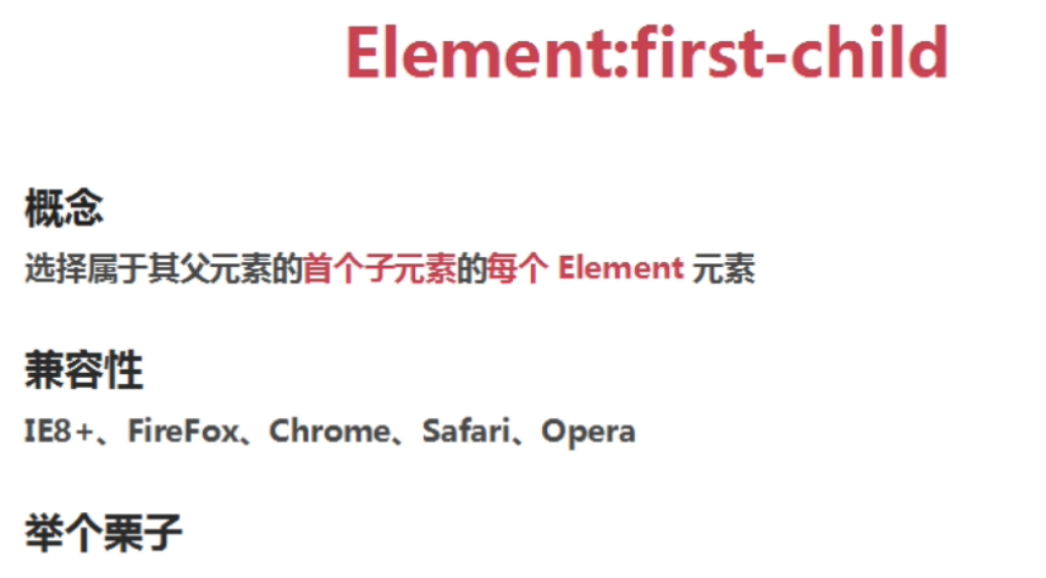 Element:first-child
概念
选择属于其父元素的首个子元素的每个 Element 元素
兼容性
IE8+、FireFox、Chrome、Safari、Opera
举个栗子